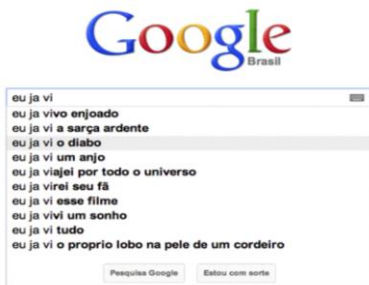 Google
Brasil
eu ja vi
eu ja vivo enjoado
eu ja vi a sarça ardente
eu ja vi o diabo
eu ja vi um anjo
eu ja viajei por todo o universo
eu ja virei seu fã
eu ja vi esse filme
eu ja vivi um sonho
eu ja vi tudo
eu ja vi o proprio lobo na pele de um cordeiro
Pesquisa Google Estou com sorte